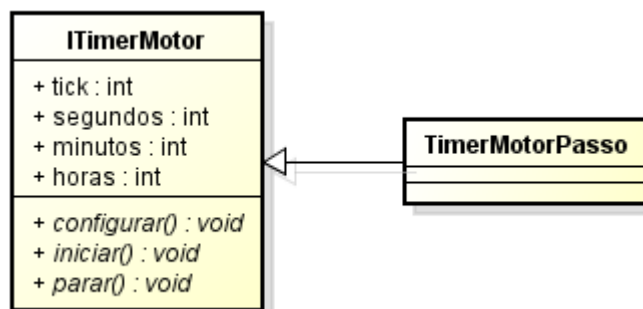 ITimerMotor
+ tick : int
+ segundos : int
+ minutos : int
+ horas : int
+ configurar() : void
+ iniciar() : void
+ parar() : void
TimerMotorPasso